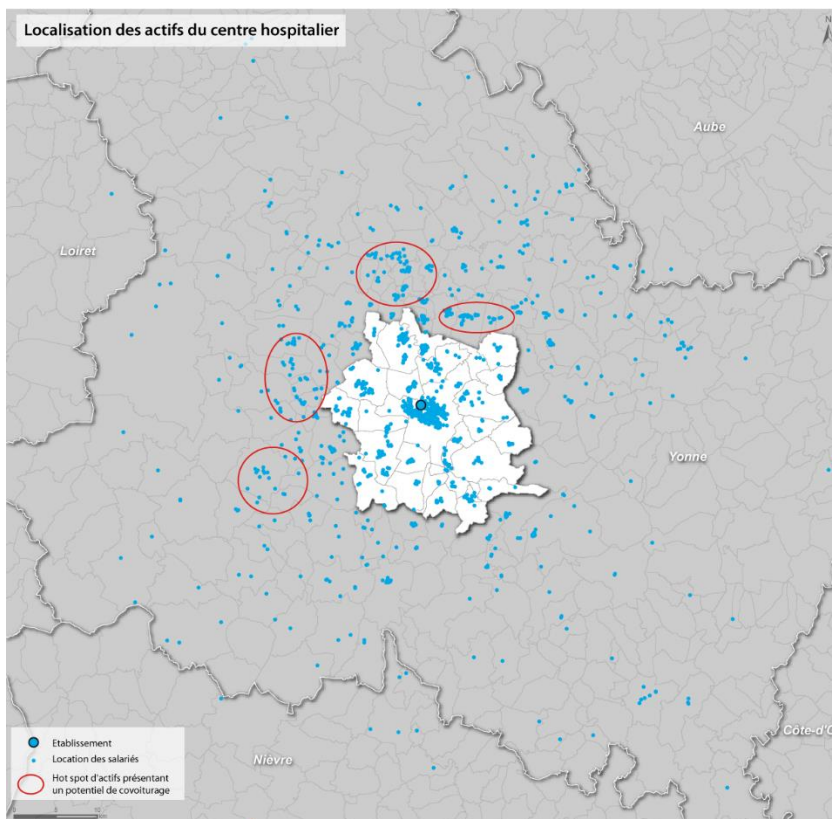 Localisation des actifs du centre hospitalier
N
Aube
Loiret
Yonne
Côte-d'O
Nièvre
Etablissement
Location des salariés
Hot spot d'actifs présentant
un potentiel de covoiturage